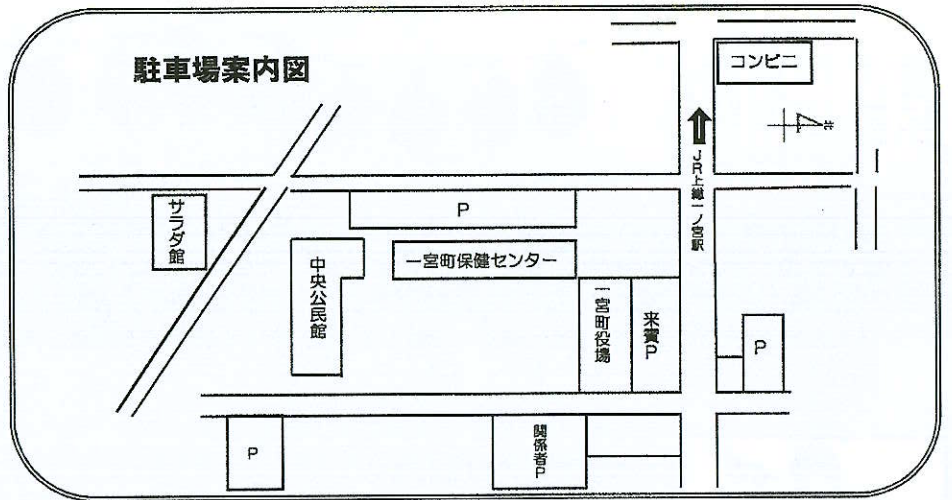 駐車場案内図
コンビニ
北
JR上総一ノ宮駅
サラダ館
P
中央公民館
一宮町保健センター
一宮町役場
来賓P
P
P
関係者P